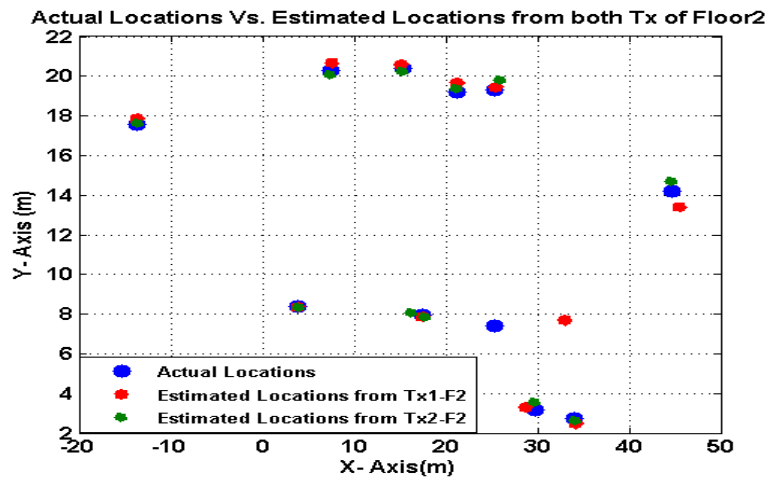 Actual Locations Vs. Estimated Locations from both Tx of Floor2
22
20
18
16
14
12
10
8
6
4
2
Y- Axis (m)
Actual Locations
Estimated Locations from Tx1-F2
Estimated Locations from Tx2-F2
-20 -10 0 10 20 30 40 50
X- Axis(m)